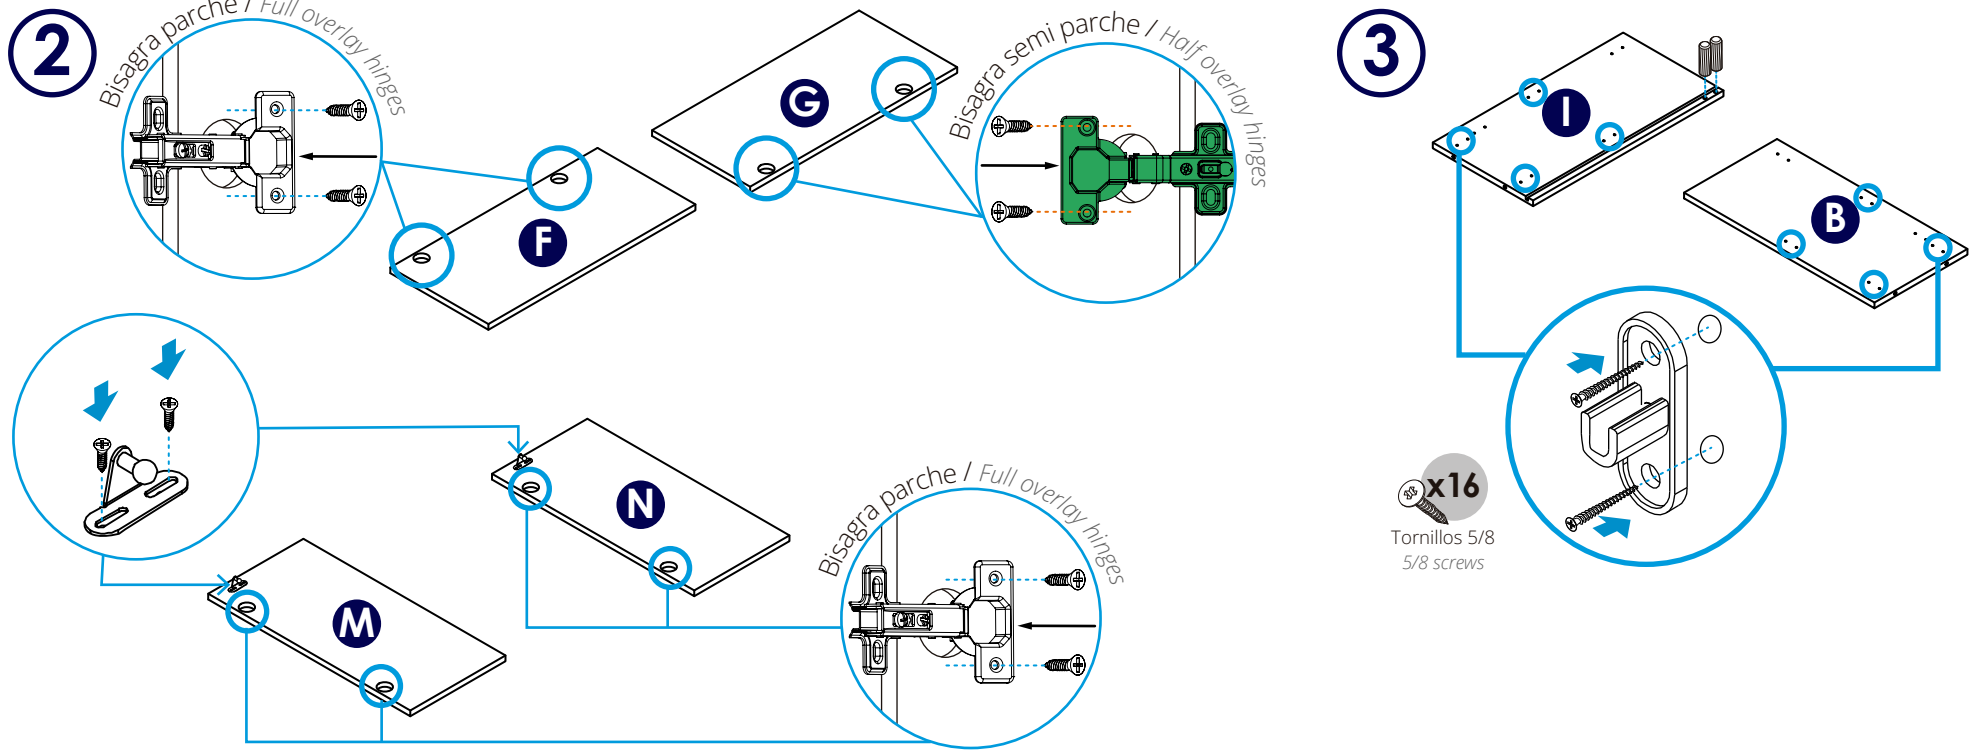 2
Bisagra parche / Full overlay hinges
F
G
Bisagra semi parche / Half overlay hinges
N
M
Bisagra parche / Full overlay hinges
3
I
B
x16
Tornillos 5/8
5/8 screws